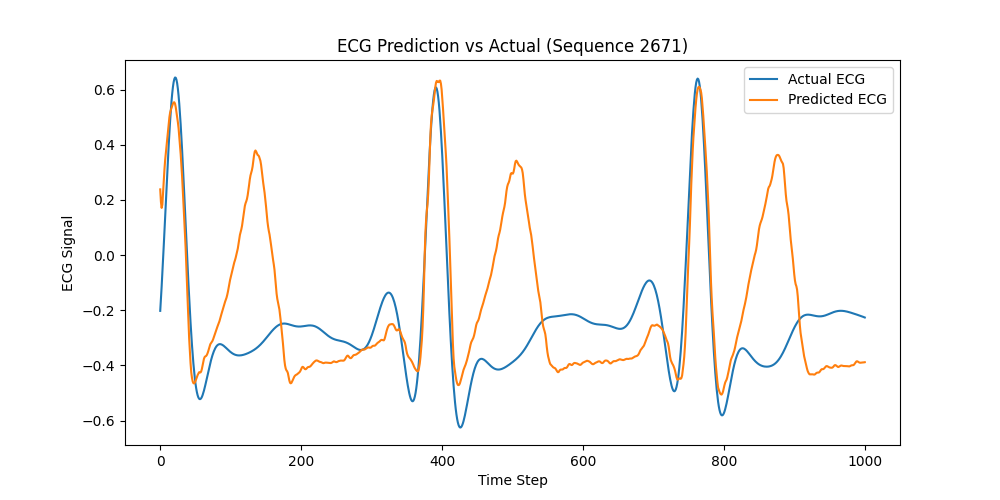 ECG Prediction vs Actual (Sequence 2671)
Actual ECG
Predicted ECG
ECG Signal
0.6
0.4
0.2
0.0
−0.2
−0.4
−0.6
0 200 400 600 800 1000
Time Step